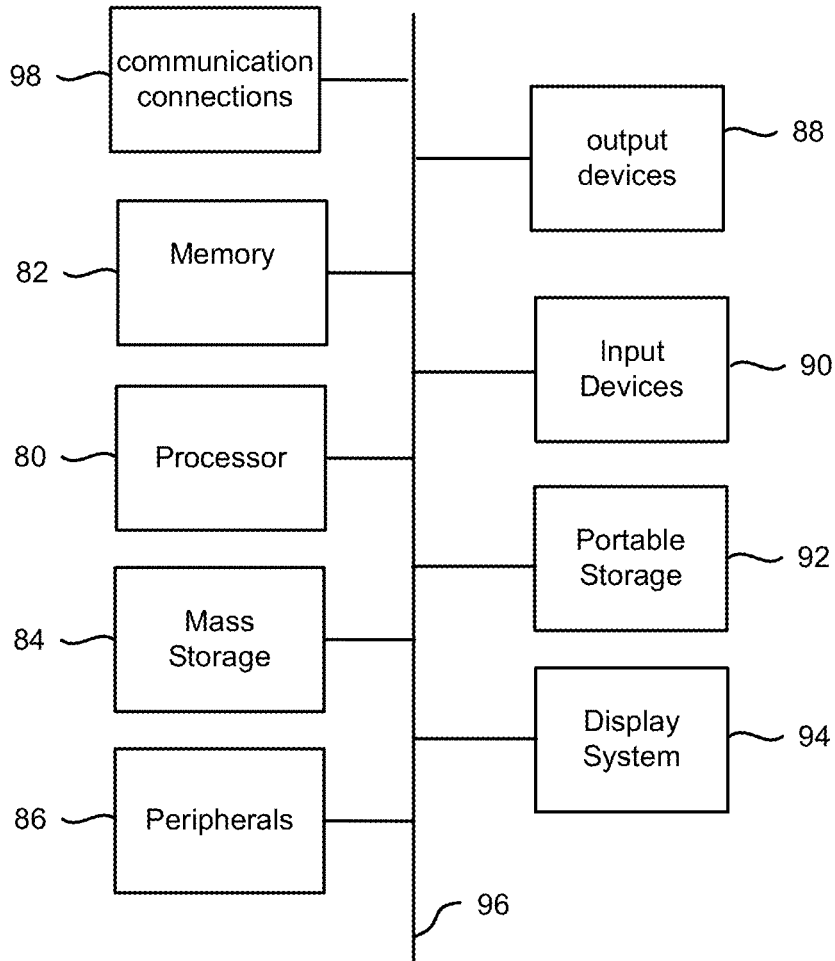 98
communication
connections
output
devices
88
82
Memory
Input
Devices
90
80
Processor
Portable
Storage
92
84
Mass
Storage
Display
System
94
86
Peripherals
96